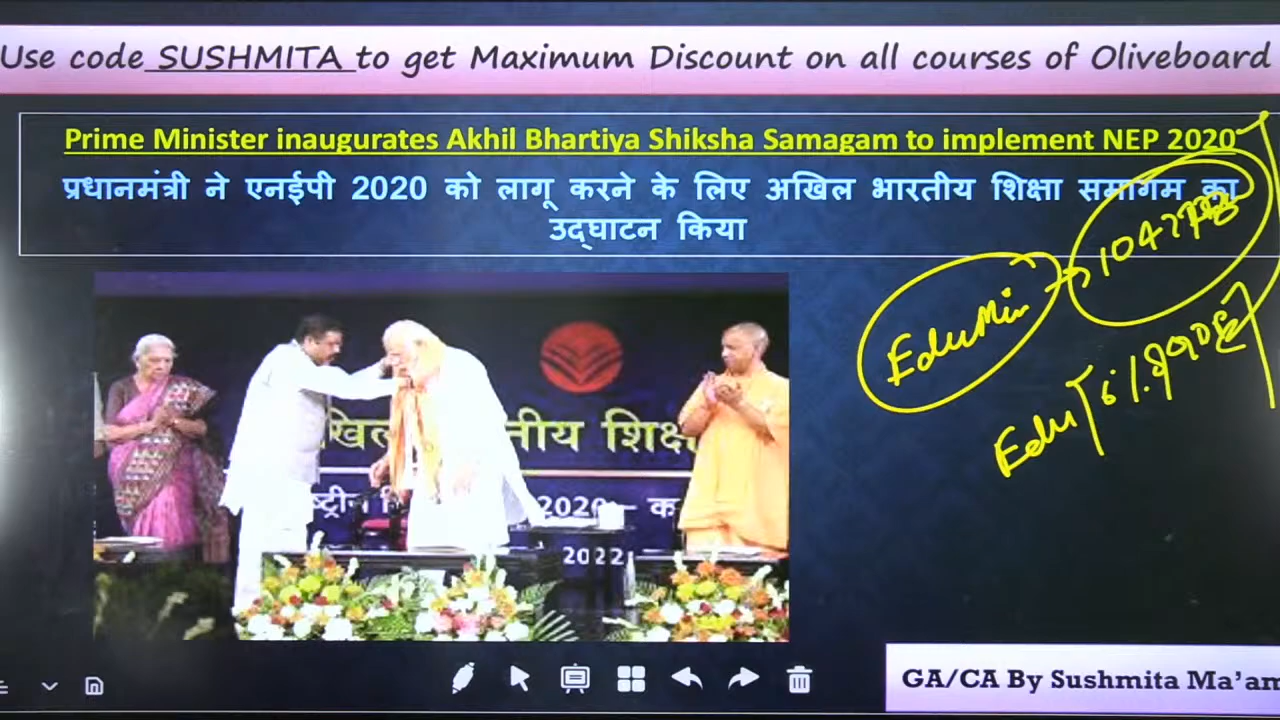 Use code SUSHMITA to get Maximum Discount on all courses of Oliveboard
Prime Minister inaugurates Akhil Bhartiya Shiksha Samagam to implement NEP 2020
प्रधानमंत्री ने एनईपी 2020 को लागू करने के लिए अखिल भारतीय शिक्षा समागम का
उद्घाटन किया
EduMin
Edu
तीय शिक्ष
2020
2022
GA/CA By Sushmita Ma'am